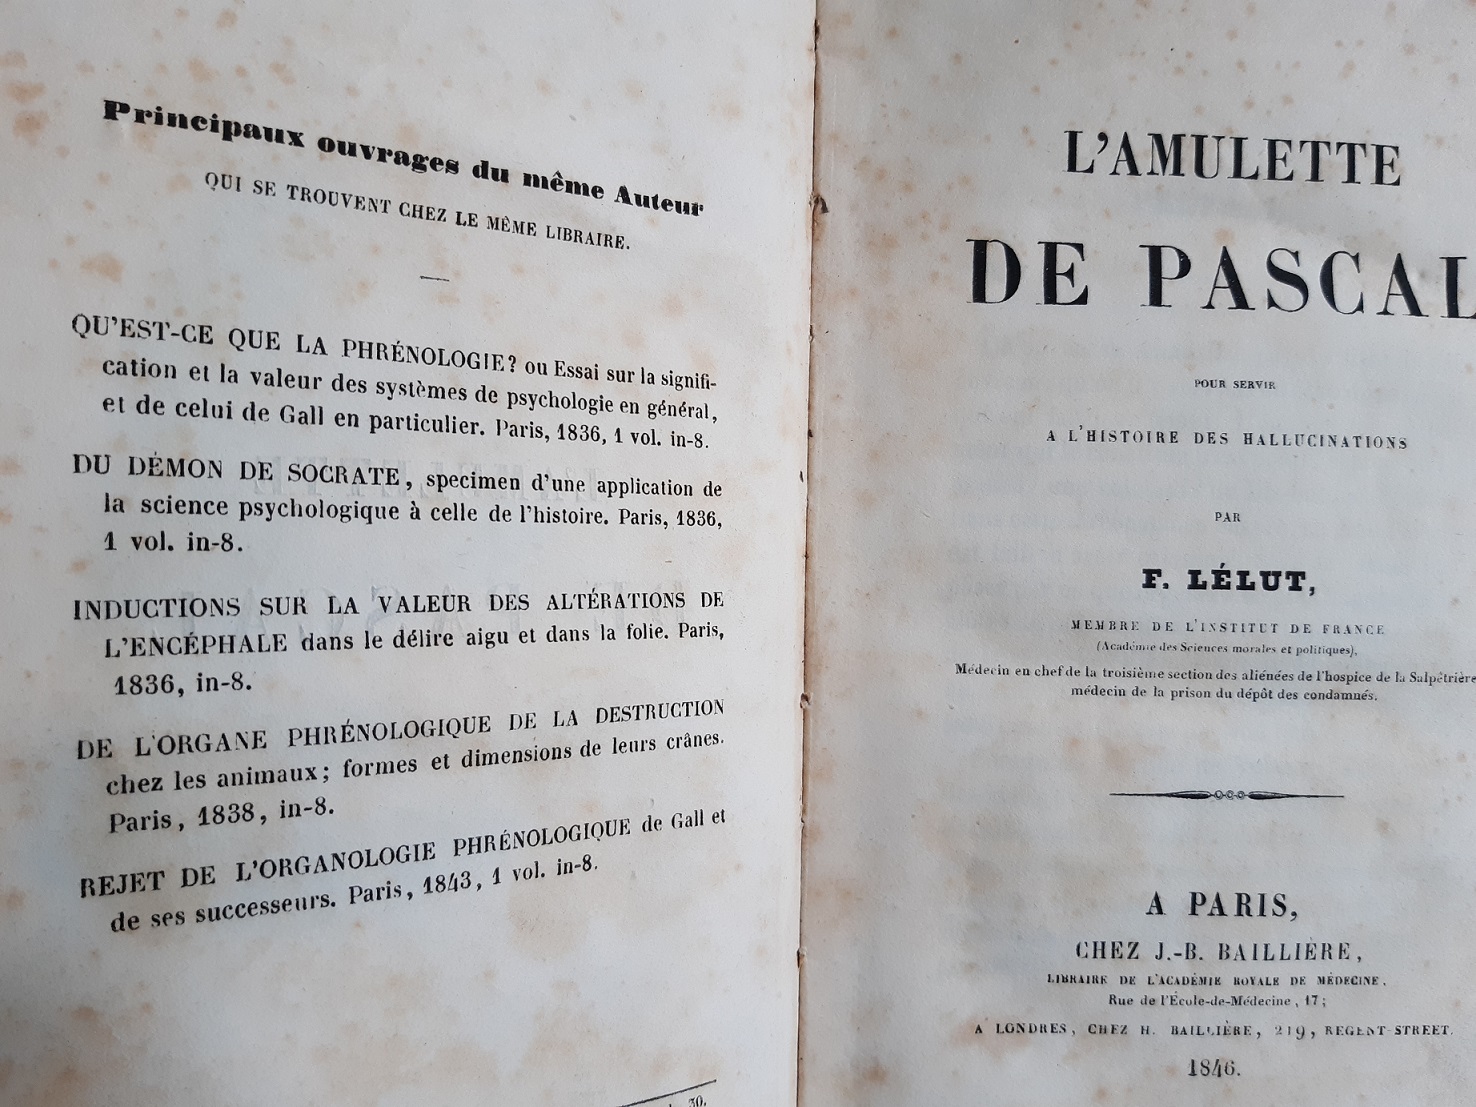 Principaux ouvrages du même Auteur
QUI SE TROUVENT CHEZ LE MÊME LIBRAIRE.
QU'EST-CE QUE LA PHRÉNOLOGIE? ou Essai sur la signifi-
cation et la valeur des systèmes de psychologie en général,
et de celui de Gall en particulier. Paris, 1836, 1 vol. in-8.
DU DÉMON DE SOCRATE, specimen d'une application de
la science psychologique à celle de l'histoire. Paris, 1836,
1 vol. in-8.
INDUCTIONS SUR LA VALEUR DES ALTÉRATIONS DE
L'ENCÉPHALE dans le délire aigu et dans la folie. Paris,
1836, in-8.
DE L'ORGANE PHRÉNOLOGIQUE DE LA DESTRUCTION
chez les animaux; formes et dimensions de leurs crânes.
Paris, 1838, in-8.
REJET DE L'ORGANOLOGIE PHRÉNOLOGIQUE de Gall et
de ses successeurs. Paris, 1843, 1 vol. in-8.
30.
L'AMULETTE
DE PASCAL
POUR SERVIR
A L'HISTOIRE DES HALLUCINATIONS
PAR
F. LÉLUT,
MEMBRE DE L'INSTITUT DE FRANCE
(Académie des Sciences morales et politiques),
Médecin en chef de la troisième section des aliénées de l'hospice de la Salpêtrière
médecin de la prison du dépôt des condamnés.
A PARIS,
CHEZ J.-B. BAILLIÈRE,
LIBRAIRE DE L'ACADÉMIE ROYALE DE MÉDECINE,
Rue de l'École-de-Médecine, 17;
A LONDRES, CHEZ H. BAILLIÈRE, 219, REGENT-STREET.
1846.